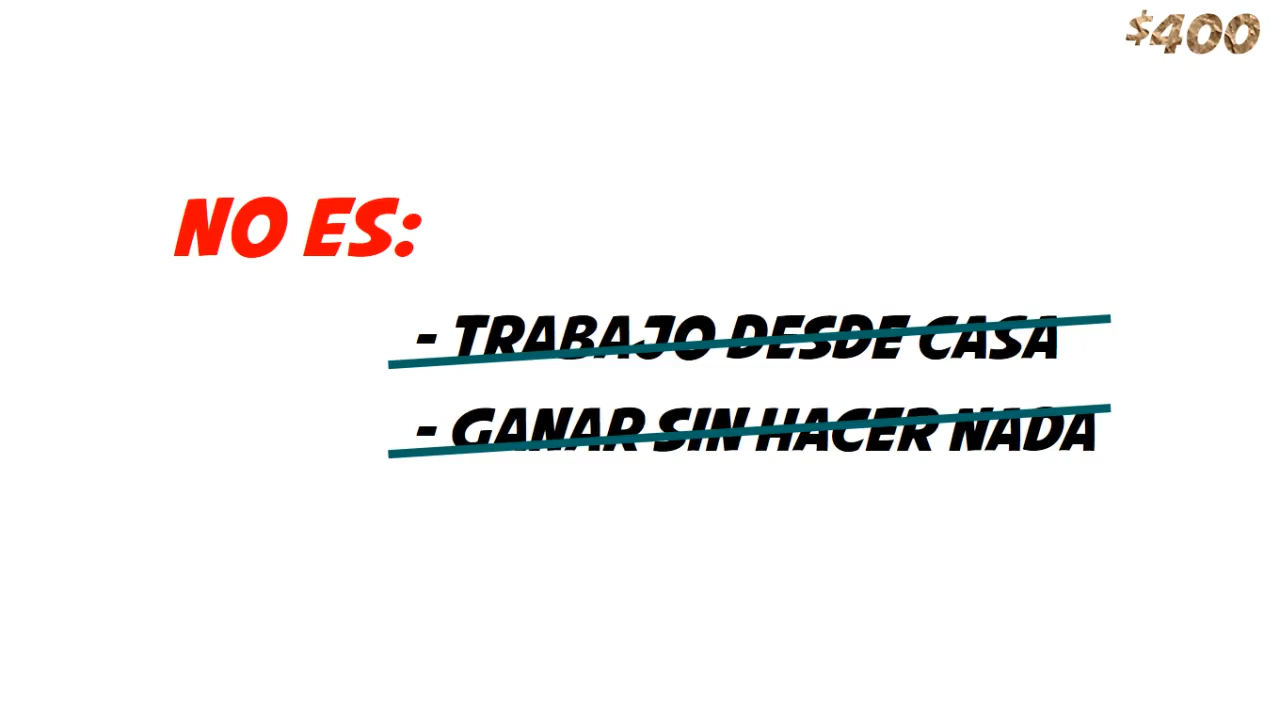 $400
NO ES:
- TRABAJO DESDE CASA
- GANAR SIN HACER NADA